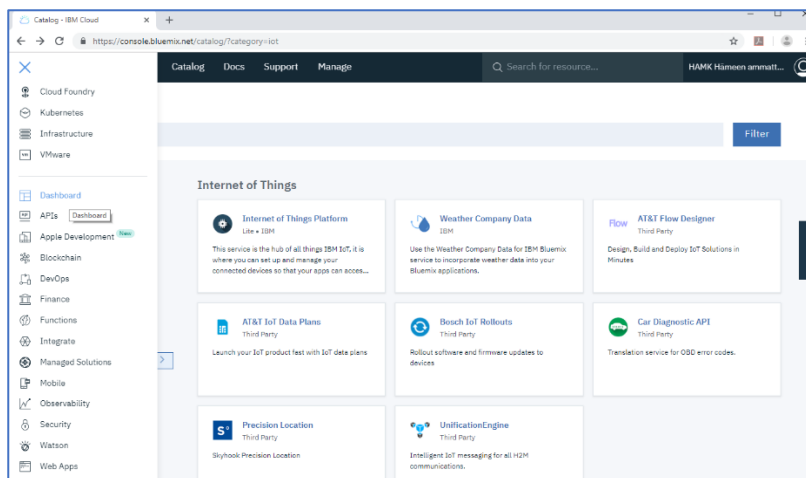 Catalog - IBM Cloud
https://console.bluemix.net/catalog/?category=iot
Catalog Docs Support Manage Search for resource... HAMK Hämeen ammatt...
Cloud Foundry
Kubernetes
Infrastructure
VMware
Dashboard
APIs
Dashboard
Apple Development New
Blockchain
DevOps
Finance
Functions
Integrate
Managed Solutions
Mobile
Observability
Security
Watson
Web Apps
Filter
Internet of Things
Internet of Things Platform
Lite • IBM
This service is the hub of all things IBM IoT, it is
where you can set up and manage your
connected devices so that your apps can acces...
Weather Company Data
IBM
Use the Weather Company Data for IBM Bluemix
service to incorporate weather data into your
Bluemix applications.
Flow
AT&T Flow Designer
Third Party
Design, Build and Deploy IoT Solutions in
Minutes
AT&T IoT Data Plans
Third Party
Launch your IoT product fast with IoT data plans
Bosch IoT Rollouts
Third Party
Rollout software and firmware updates to
devices
Car Diagnostic API
Third Party
Translation service for OBD error codes.
Precision Location
Third Party
Skyhook Precision Location
UnificationEngine
Third Party
Intelligent IoT messaging for all H2M
communications.